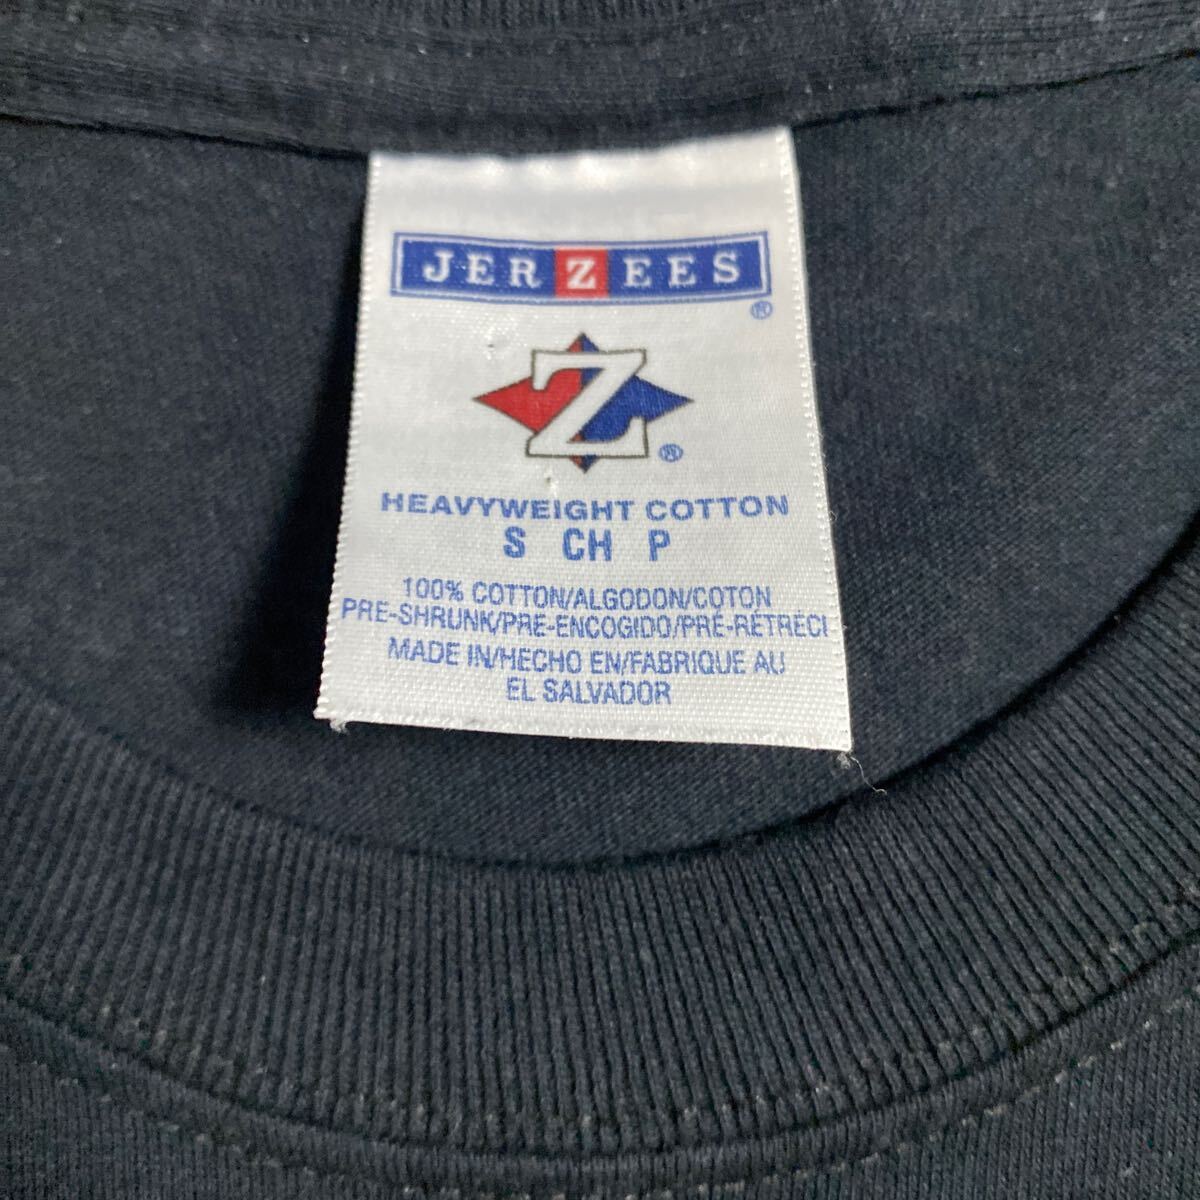 JERZEES
®
Z
®
HEAVYWEIGHT COTTON
S CH P
100% COTTON/ALGODON/COTON
PRE-SHRUNK/PRE-ENCOGIDO/PRÉ-RÉTRÉCI
MADE IN/HECHO EN/FABRIQUE AU
EL SALVADOR